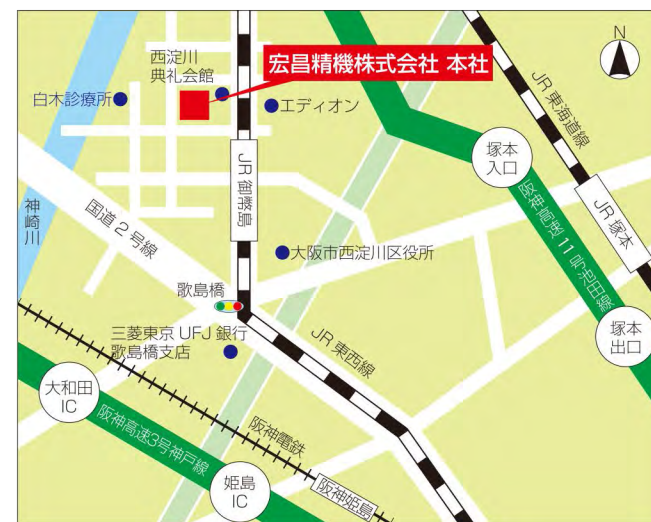 N
西淀川
典礼会館
宏昌精機株式会社 本社
白木診療所
エディオン
JR東海道線
塚本
入口
JR 御幣島
阪神高速11号池田線
JR 塚本
神崎川
国道2号線
大阪市西淀川区役所
歌島橋
塚本
出口
三菱東京UFJ銀行
歌島橋支店
JR東西線
大和田
IC
阪神高速3号神戸線
阪神電鉄
姫島
IC
阪神姫島